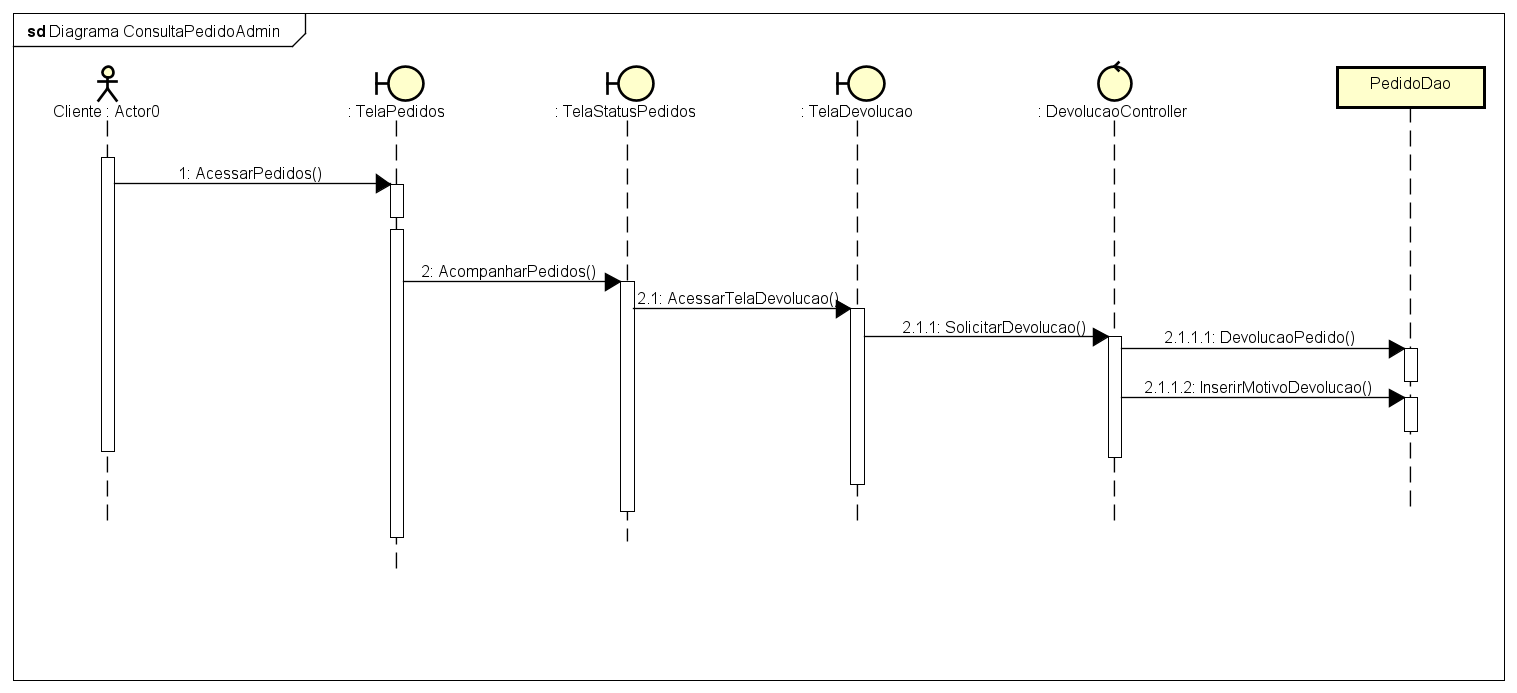 sd Diagrama ConsultaPedidoAdmin
Cliente : Actor0
: TelaPedidos
: TelaStatusPedidos
: TelaDevolucao
: DevolucaoController
PedidoDao
1: AcessarPedidos()
2: AcompanharPedidos()
2.1: AcessarTelaDevolucao()
2.1.1: SolicitarDevolucao()
2.1.1.1: DevolucaoPedido()
2.1.1.2: InserirMotivoDevolucao()